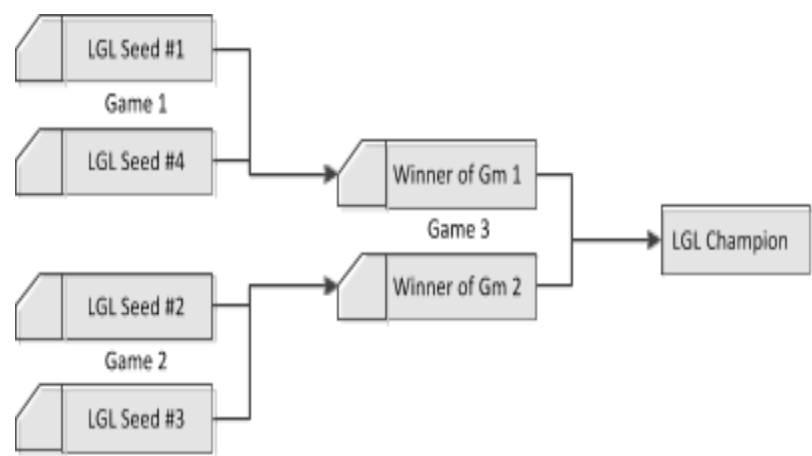 LGL Seed #1
Game 1
LGL Seed #4
Winner of Gm 1
Game 3
LGL Champion
LGL Seed #2
Winner of Gm 2
Game 2
LGL Seed #3